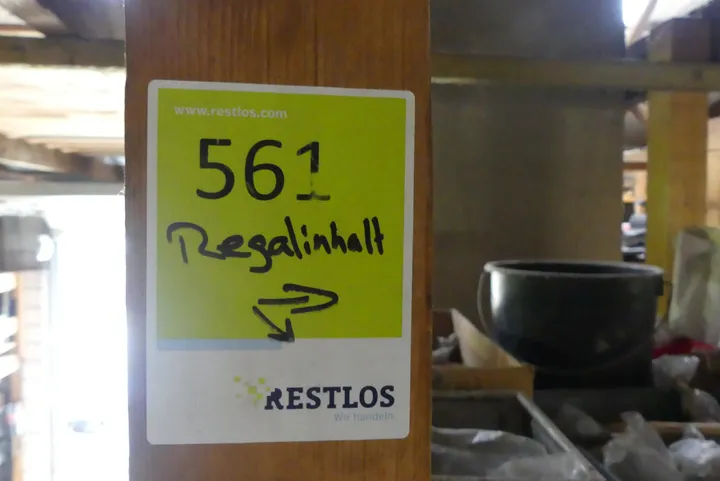 www.restlos.com
561
Regalinhalt
RESTLOS
Wir handeln.